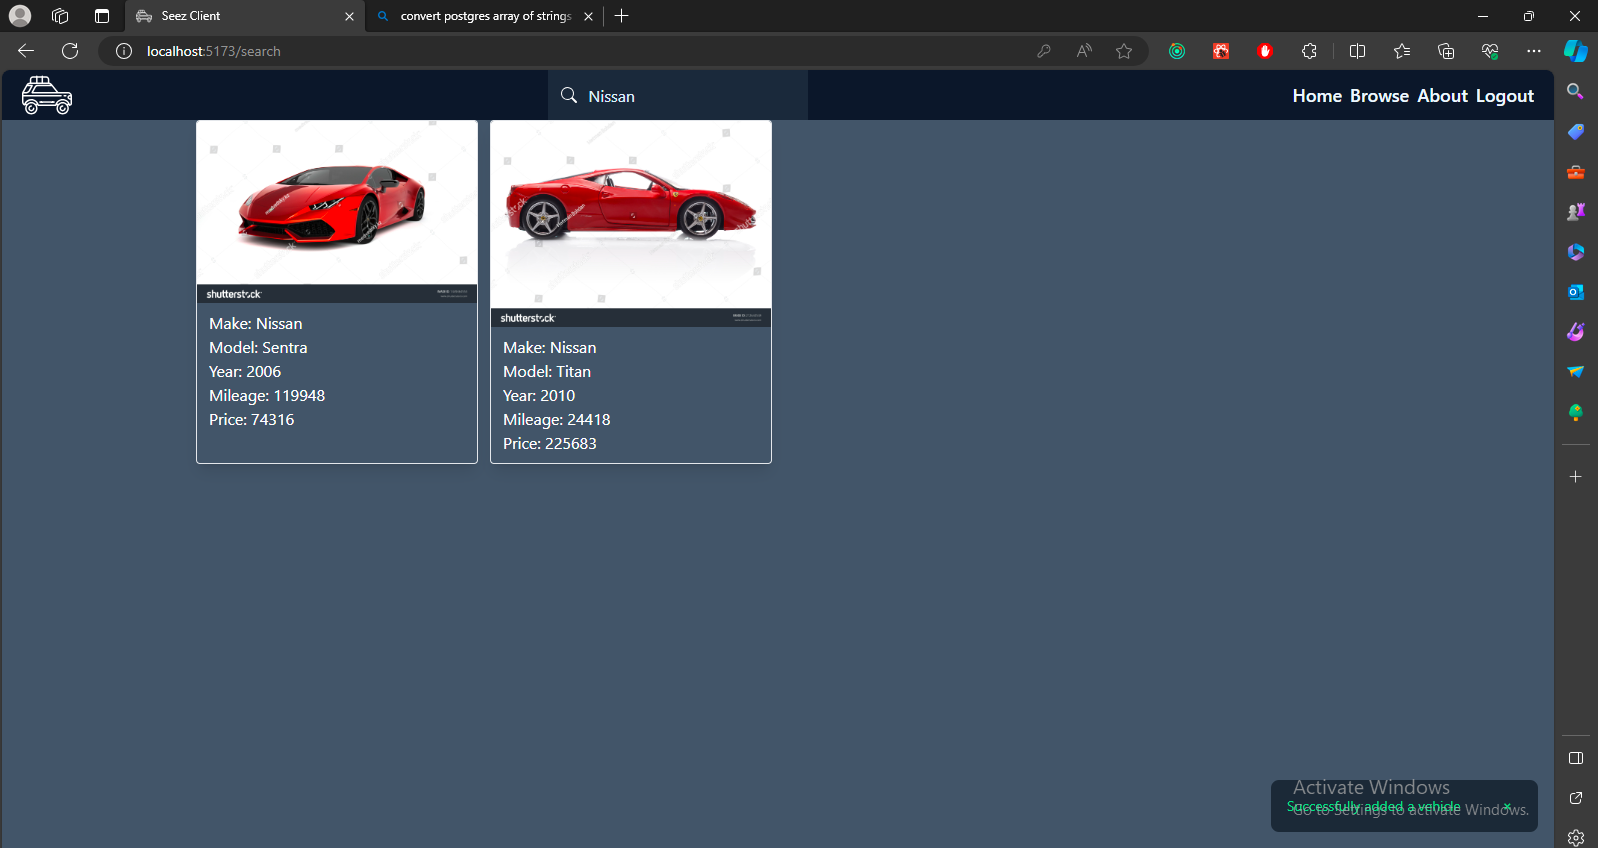 Seez Client
convert postgres array of strings
localhost:5173/search
Nissan
Home Browse About Logout
shutterstock
Make: Nissan
Model: Sentra
Year: 2006
Mileage: 119948
Price: 74316
shutterstock
Make: Nissan
Model: Titan
Year: 2010
Mileage: 24418
Price: 225683
Activate Windows
Successfully added a vehicle
Go to Settings to activate Windows.